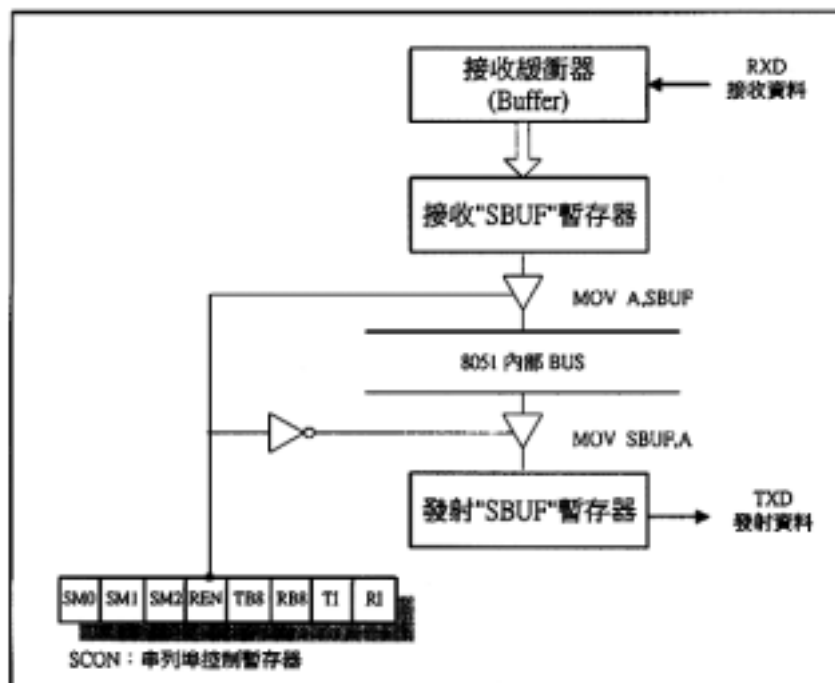 接收緩衝器
(Buffer)
RXD
接收資料
接收"SBUF"暫存器
MOV A,SBUF
8051 內部 BUS
MOV SBUF,A
發射"SBUF"暫存器
TXD
發射資料
SM0 SM1 SM2 REN TB8 RB8 TI RI
SCON：串列埠控制暫存器